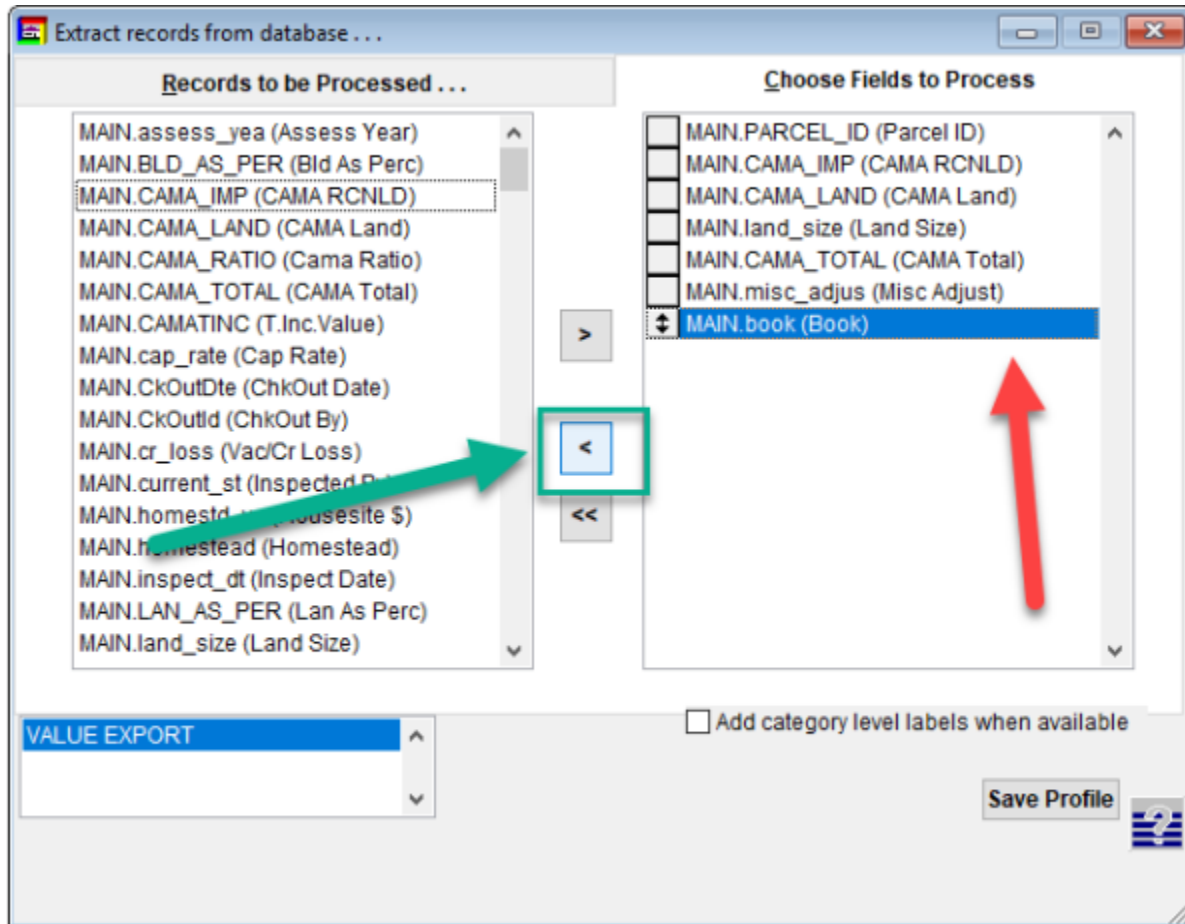 Extract records from database . . .
Records to be Processed . . .
Choose Fields to Process
MAIN.assess_yea (Assess Year)
MAIN.BLD_AS_PER (Bld As Perc)
MAIN.CAMA_IMP (CAMA RCNLD)
MAIN.CAMA_LAND (CAMA Land)
MAIN.CAMA_RATIO (Cama Ratio)
MAIN.CAMA_TOTAL (CAMA Total)
MAIN.CAMATINC (T.Inc.Value)
MAIN.cap_rate (Cap Rate)
MAIN.CkOutDte (ChkOut Date)
MAIN.CkOutId (ChkOut By)
MAIN.cr_loss (Vac/Cr Loss)
MAIN.current_st (Inspected
$)
(Homestead)
MAIN.inspect_dt (Inspect Date)
MAIN.LAN_AS_PER (Lan As Perc)
MAIN.land_size (Land Size)
>
<
<<
MAIN.PARCEL_ID (Parcel ID)
MAIN.CAMA_IMP (CAMA RCNLD)
MAIN.CAMA_LAND (CAMA Land)
MAIN.land_size (Land Size)
MAIN.CAMA_TOTAL (CAMA Total)
MAIN.misc_adjus (Misc Adjust)
MAIN.book (Book)
VALUE EXPORT
Add category level labels when available
Save Profile
?